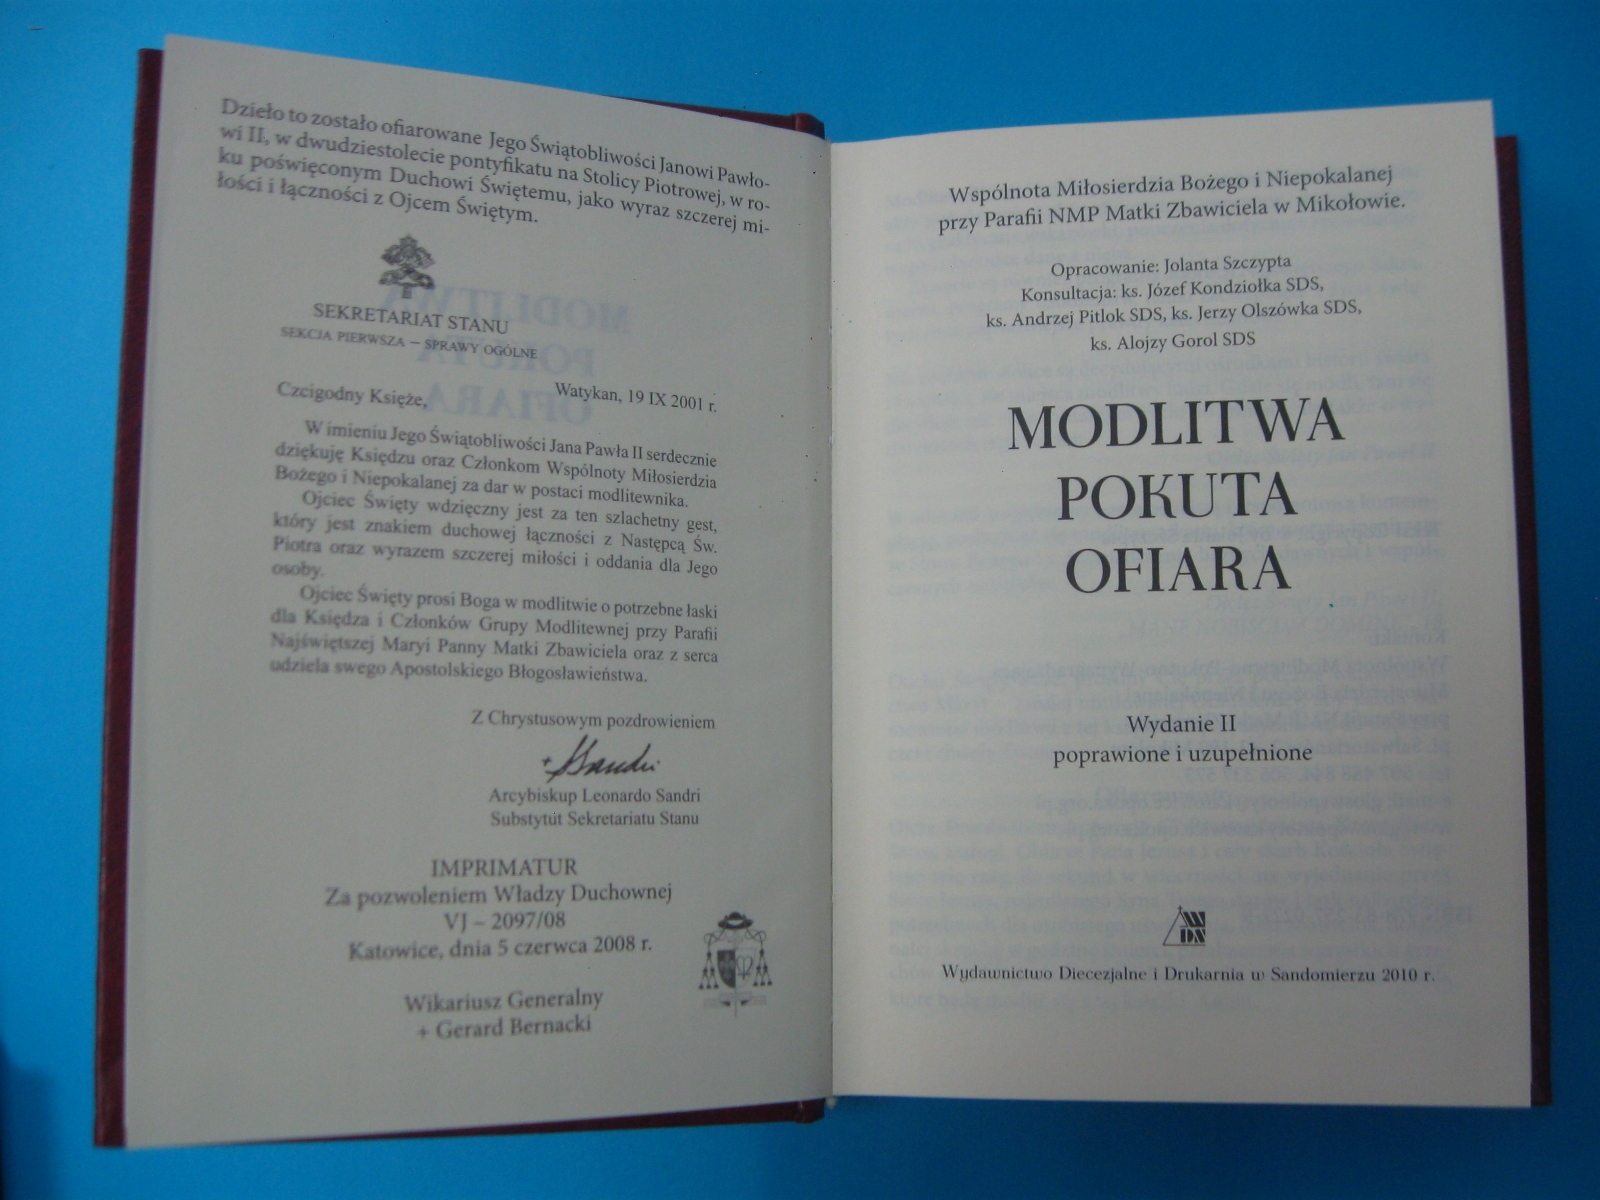 Dzieło to zostało ofiarowane Jego Świątobliwości Janowi Pawło-
wi II, w dwudziestolecie pontyfikatu na Stolicy Piotrowej, w ro-
ku poświęconym Duchowi Świętemu, jako wyraz szczerej mi-
łości i łączności z Ojcem Świętym.
SEKRETARIAT STANU
SEKCJA PIERWSZA – SPRAWY OGÓLNE
Watykan, 19 IX 2001 r.
Czcigodny Księże,
W imieniu Jego Świątobliwości Jana Pawła II serdecznie
dziękuję Księdzu oraz Członkom Wspólnoty Miłosierdzia
Bożego i Niepokalanej za dar w postaci modlitewnika.
Ojciec Święty wdzięczny jest za ten szlachetny gest,
który jest znakiem duchowej łączności z Następcą Św.
Piotra oraz wyrazem szczerej miłości i oddania dla Jego
osoby.
Ojciec Święty prosi Boga w modlitwie o potrzebne łaski
dla Księdza i Członków Grupy Modlitewnej przy Parafii
Najświętszej Maryi Panny Matki Zbawiciela oraz z serca
udziela swego Apostolskiego Błogosławieństwa.
Z Chrystusowym pozdrowieniem
+ Sandri
Arcybiskup Leonardo Sandri
Substytut Sekretariatu Stanu
IMPRIMATUR
Za pozwoleniem Władzy Duchownej
VJ – 2097/08
Katowice, dnia 5 czerwca 2008 r.
Wikariusz Generalny
+ Gerard Bernacki
Wspólnota Miłosierdzia Bożego i Niepokalanej
przy Parafii NMP Matki Zbawiciela w Mikołowie.
Opracowanie: Jolanta Szczypta
Konsultacja: ks. Józef Kondziołka SDS,
ks. Andrzej Pitlok SDS, ks. Jerzy Olszówka SDS,
ks. Alojzy Gorol SDS
MODLITWA
POKUTA
OFIARA
Wydanie II
poprawione i uzupełnione
WDS
Wydawnictwo Diecezjalne i Drukarnia w Sandomierzu 2010 r.